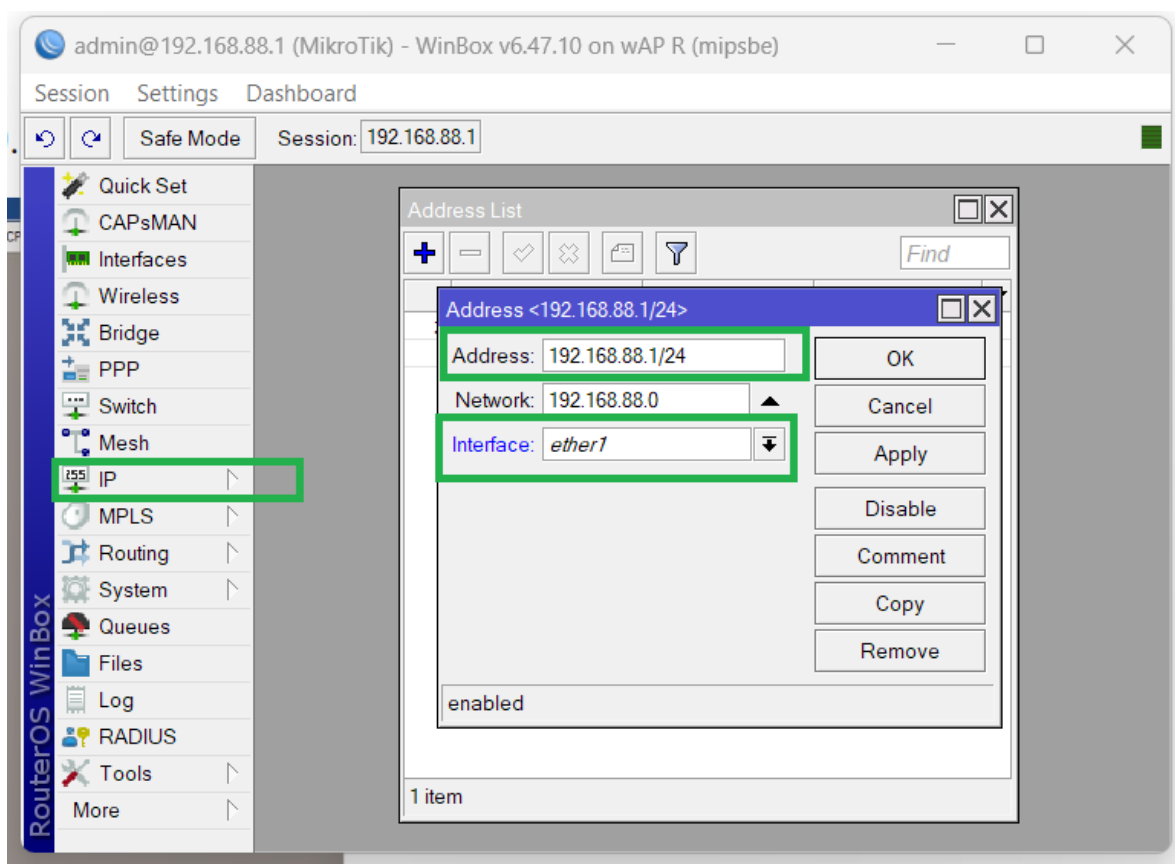 admin@192.168.88.1 (MikroTik) - WinBox v6.47.10 on wAP R (mipsbe)
Session Settings Dashboard
Safe Mode Session: 192.168.88.1
RouterOS WinBox
Quick Set
CAPsMAN
Interfaces
Wireless
Bridge
PPP
Switch
Mesh
255 IP
MPLS
Routing
System
Queues
Files
Log
RADIUS
Tools
More
Address List
Find
Address <192.168.88.1/24>
Address: 192.168.88.1/24
Network: 192.168.88.0
Interface: ether1
OK
Cancel
Apply
Disable
Comment
Copy
Remove
enabled
1 item